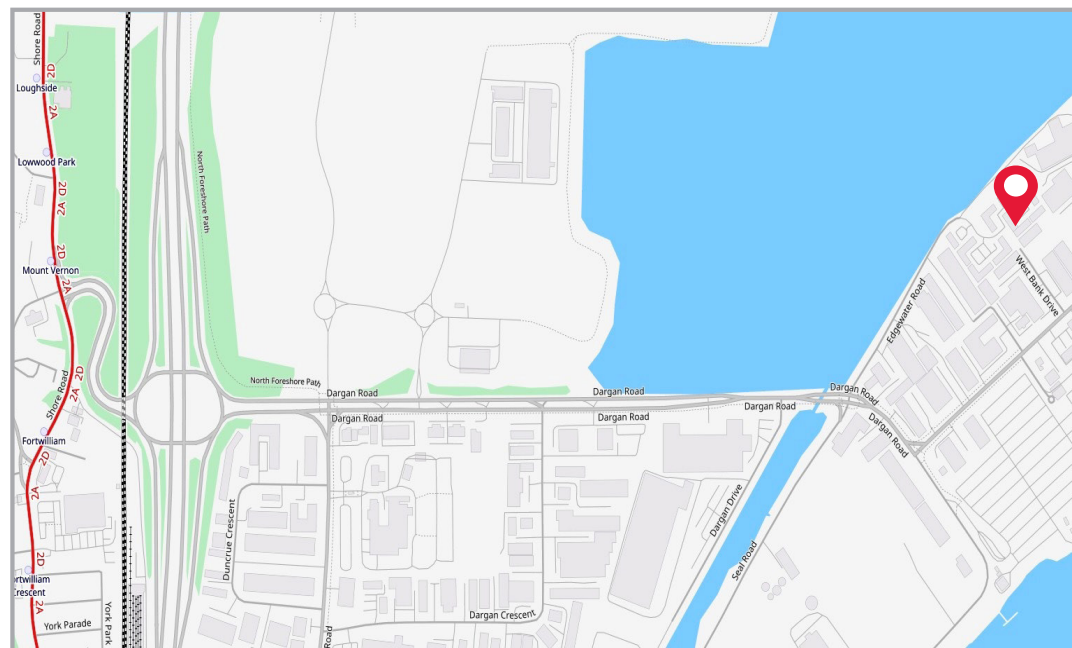 Shore Road
2D
Loughside
2A
Lowwood Park
2D
2A
2D
Mount Vernon
2A
North Foreshore Path
West Bank Drive
Edgewater Road
North Foreshore Path
Dargan Road
Dargan Road
Dargan Road
Dargan Road
Dargan Road
Dargan Road
Dargan Road
2D
2A
Shore Road
Fortwilliam
2D
2A
Duncrue Crescent
Dargan Drive
Seal Road
2D
rtwilliam
Crescent
2A
York Parade
York Park
Road
Dargan Crescent